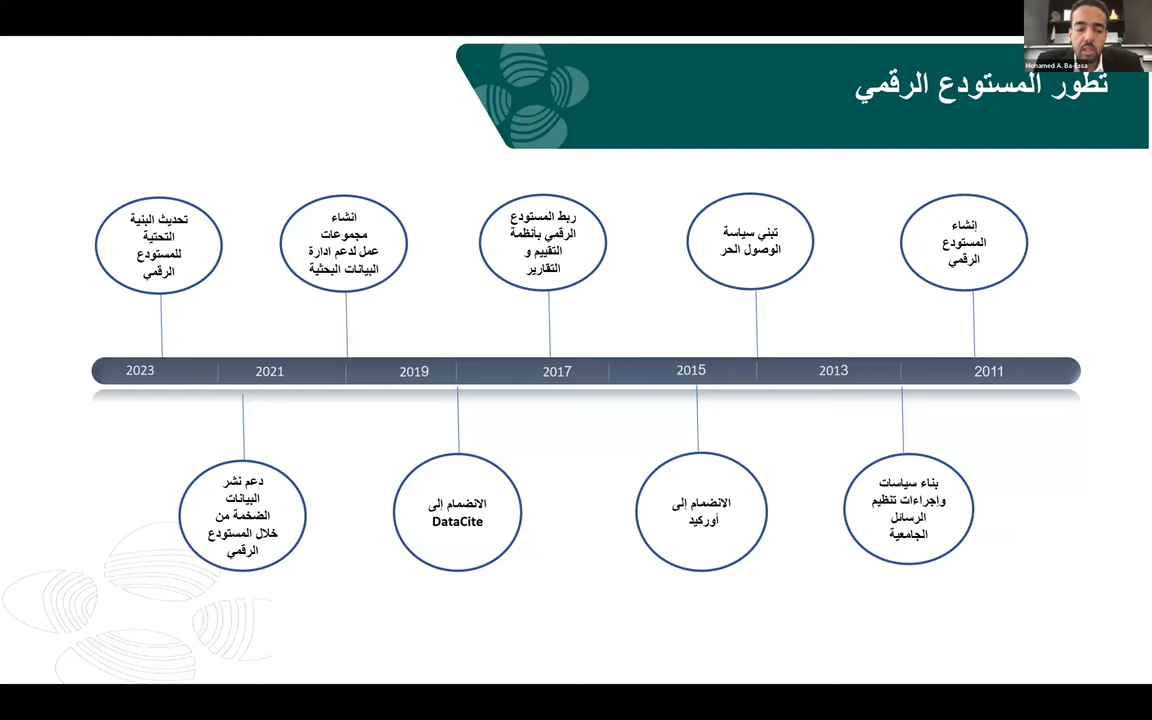 Mohamed A. Ba-Essa
تطور المستودع الرقمي
إنشاء
المستودع
الرقمي
تبني سياسة
الوصول الحر
ربط المستودع
الرقمي بأنظمة
التقييم و
التقارير
انشاء
مجموعات
عمل لدعم ادارة
البيانات البحثية
تحديث البنية
التحتية
للمستودع
الرقمي
2011
2013
2015
2017
2019
2021
2023
بناء سياسات
وإجراءات تنظيم
الرسائل
الجامعية
الانضمام إلى
أوركيد
الانضمام إلى
DataCite
دعم نشر
البيانات
الضخمة من
خلال المستودع
الرقمي